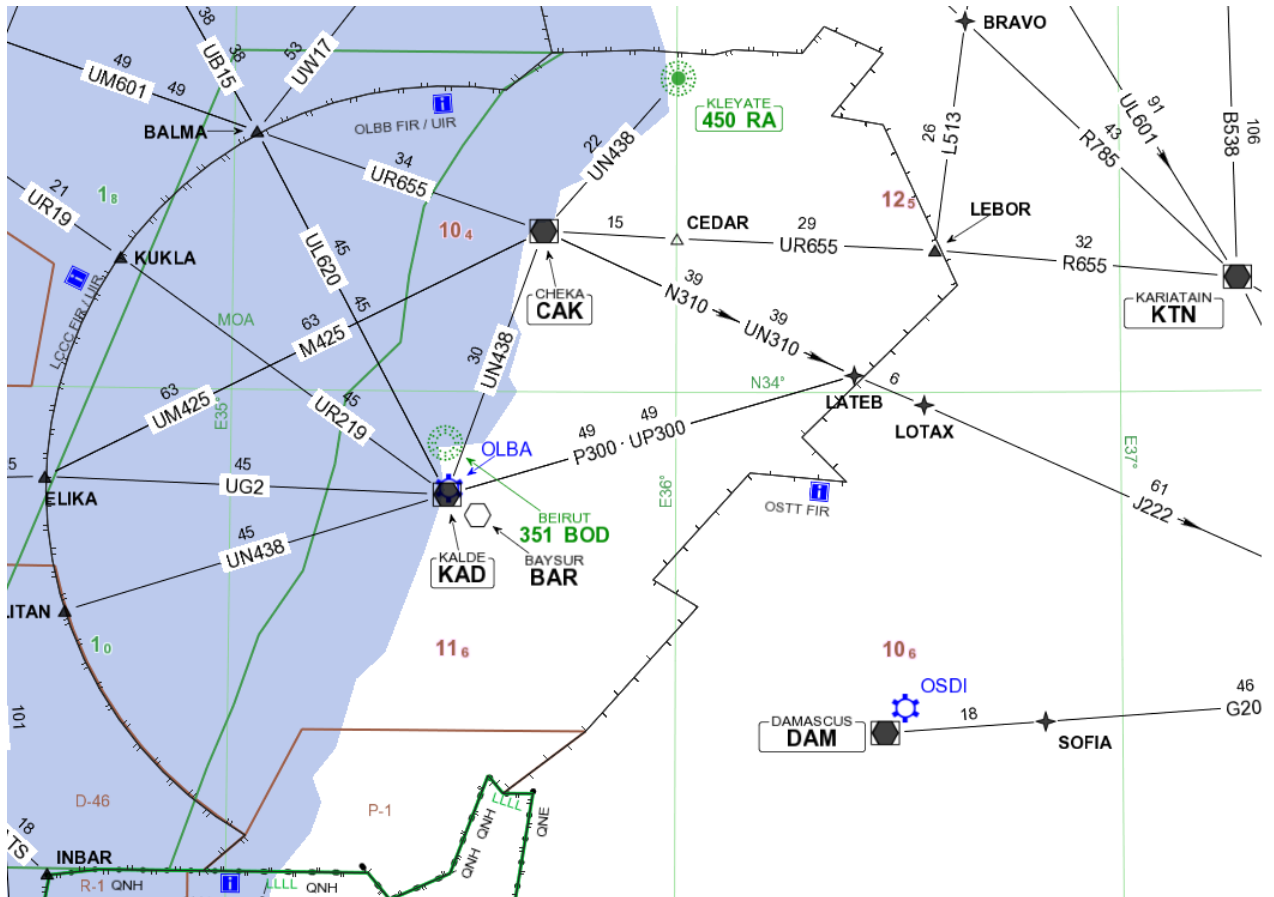 38
38
UB15
53
UW17
49
UM601
49
BALMA
OLBB FIR / UIR
KLEYATE
450 RA
BRAVO
26
L513
91
UL601
43
R785
106
B538
22
UN438
34
UR655
1 8
21
UR19
KUKLA
LCCC FIR / UIR
10 4
12 5
15
CEDAR
29
UR655
LEBOR
32
R655
KARIATAIN
KTN
45
UL620
45
CHEKA
CAK
MOA
63
M425
63
UM425
39
N310
39
UN310
30
UN438
E35°
45
UR219
N34°
LATEB
6
LOTAX
49
49
P300
UP300
OLBA
E36°
E37°
5
ELIKA
45
UG2
BEIRUT
351 BOD
OSTT FIR
61
J222
45
UN438
KALDE
KAD
BAYSUR
BAR
LITAN
1 0
11 6
10 6
OSDI
DAMASCUS
DAM
18
SOFIA
46
G20
101
D-46
P-1
LLLL
QNH
QNE
QNH
18
TS
INBAR
R-1
QNH
LLLL
QNH